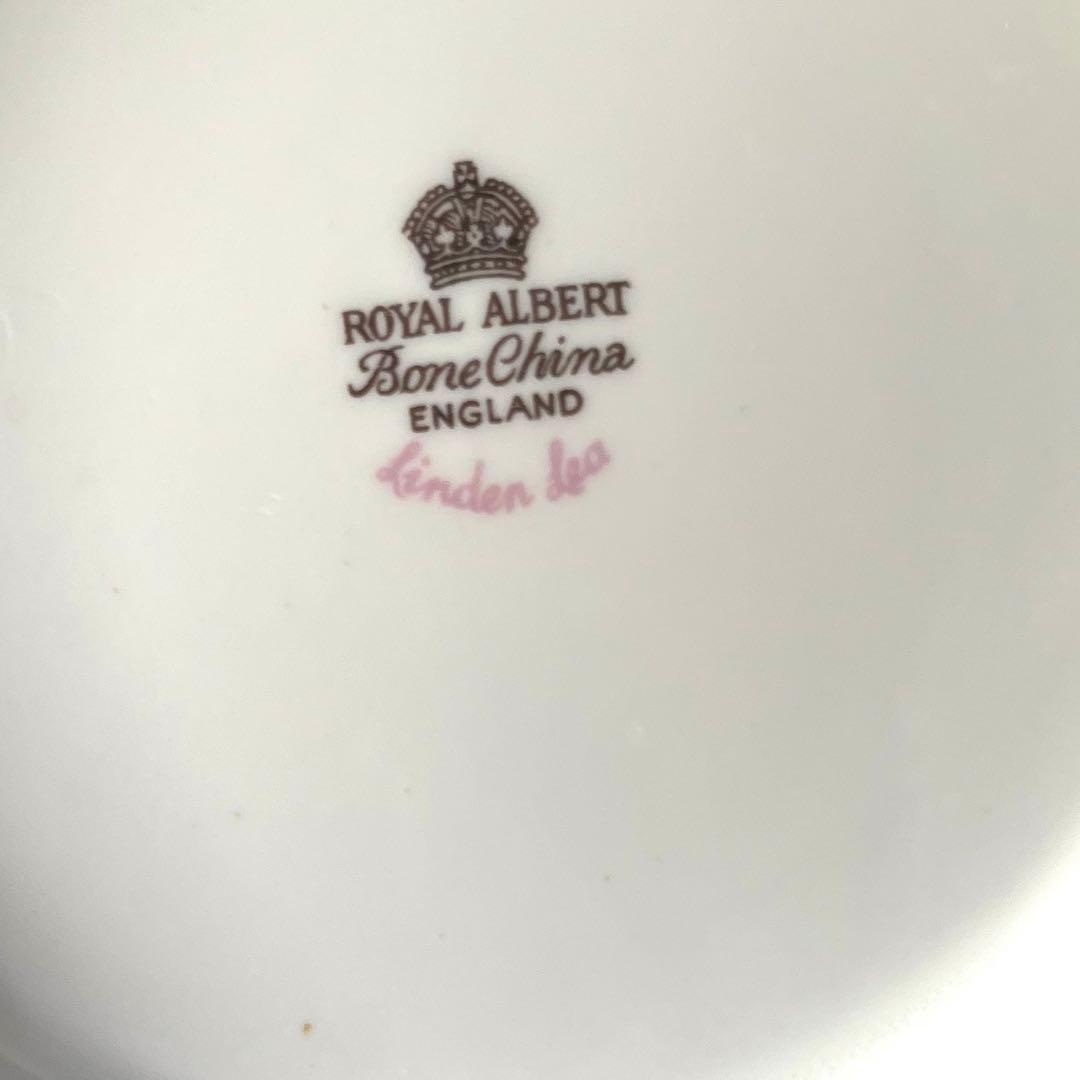 ROYAL ALBERT
Bone China
ENGLAND
Linden Lea